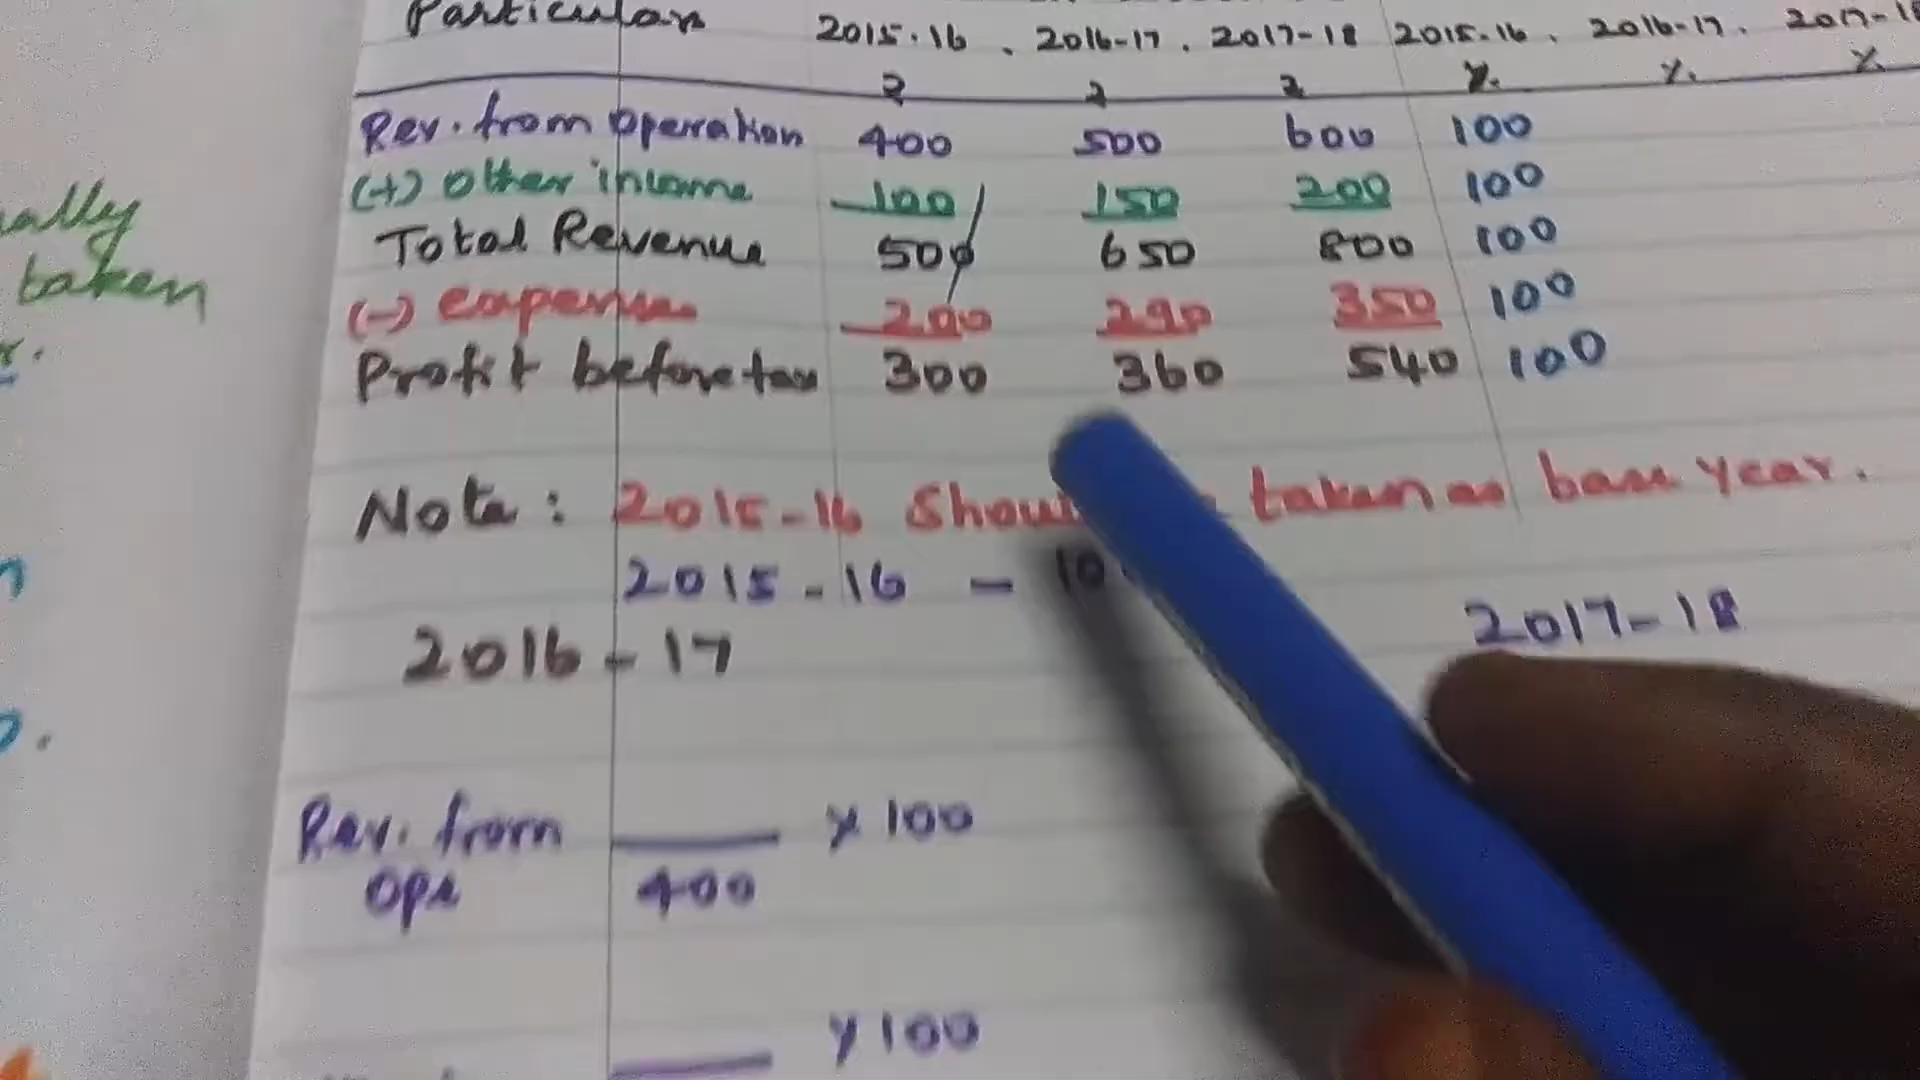 Particulars 2015-16 . 2016-17 . 2017-18 2015-16 . 2016-17 . 2017-18
₹ ₹ ₹ %. %. %.
Rev. from operation 400 500 600 100
(+) other income 100 150 200 100
Total Revenue 500 650 800 100
(-) expenses 200 290 350 100
Profit before tax 300 360 540 100
ally
taken
Note: 2015-16 Shou taken as base year.
2015-16 - 10
2016-17 2017-18
Rev. from x 100
Ope 400
x 100